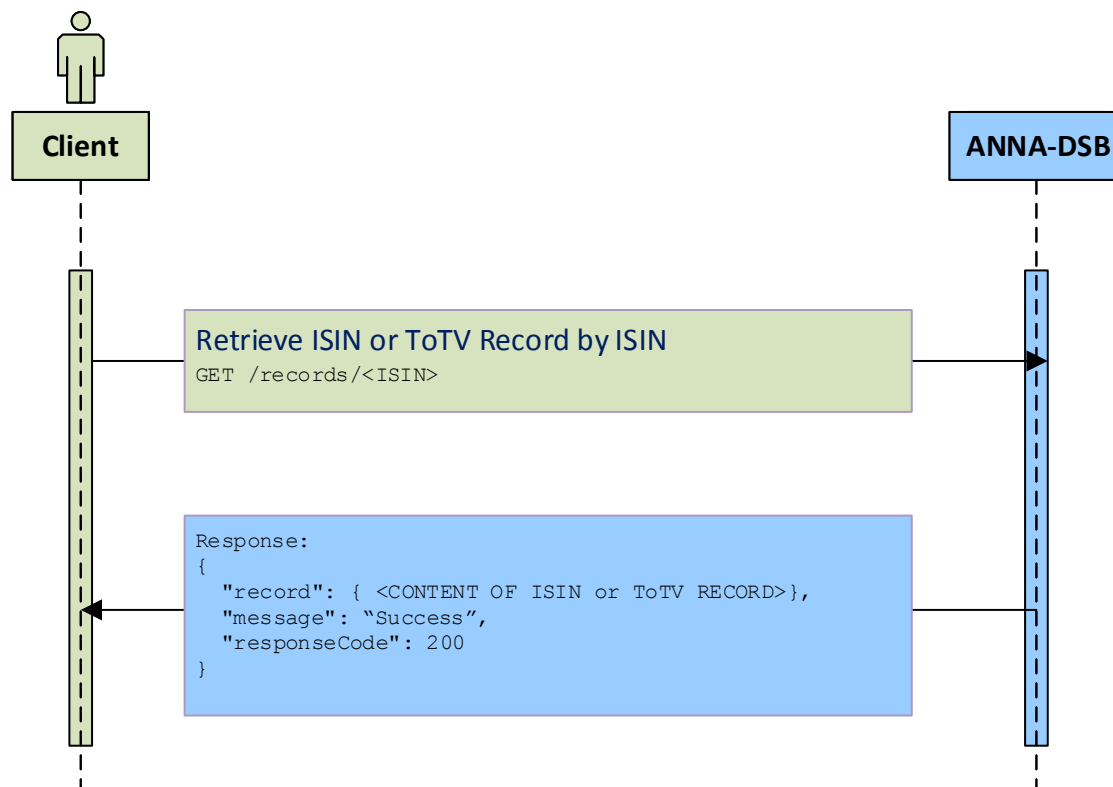 Client
ANNA-DSB
Retrieve ISIN or ToTV Record by ISIN
GET /records/<ISIN>
Response:
{
  "record": { <CONTENT OF ISIN or ToTV RECORD>},
  "message": “Success”,
  "responseCode": 200
}